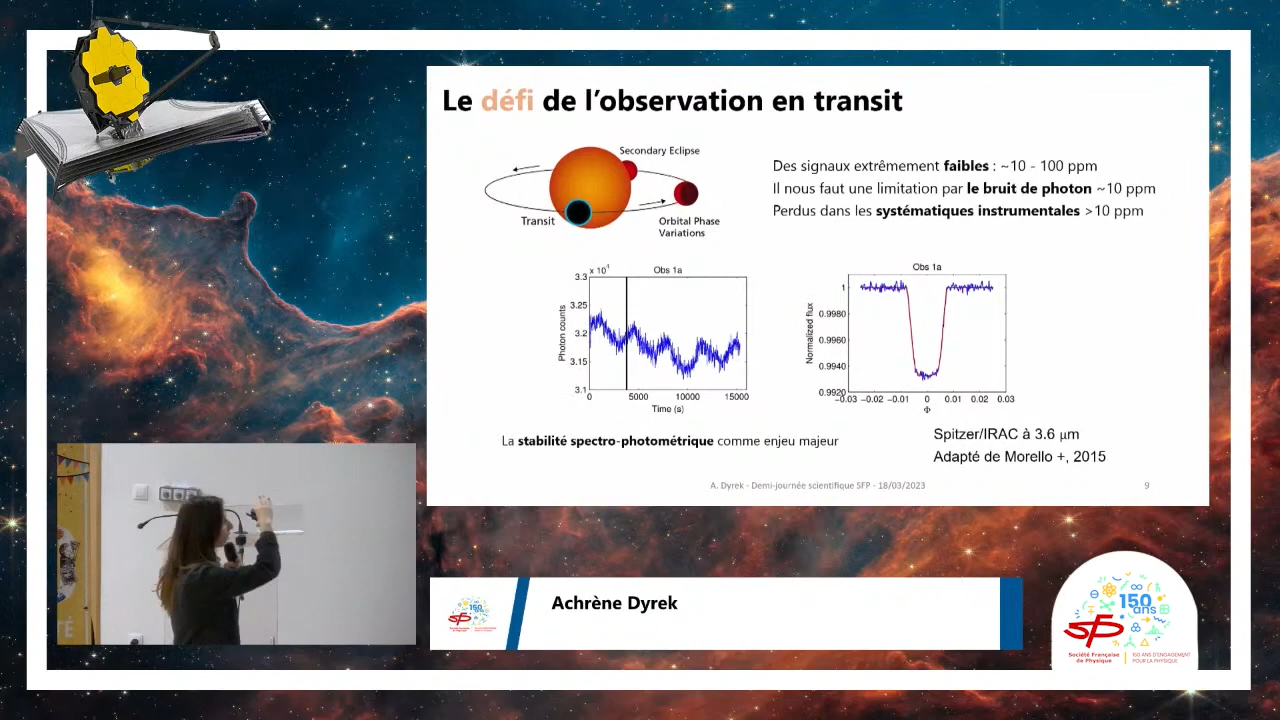 Le défi de l'observation en transit
Secondary Eclipse
Transit
Orbital Phase
Variations
Des signaux extrêmement faibles : ~10 - 100 ppm
Il nous faut une limitation par le bruit de photon ~10 ppm
Perdus dans les systématiques instrumentales >10 ppm
x 10⁴
Obs 1a
3.3
3.25
3.2
3.15
3.1
Photon counts
0
5000
10000
15000
Time (s)
Obs 1a
1
0.9980
0.9960
0.9940
0.9920
Normalized flux
−0.03
−0.02
−0.01
0
0.01
0.02
0.03
Φ
La stabilité spectro-photométrique comme enjeu majeur
Spitzer/IRAC à 3.6 μm
Adapté de Morello +, 2015
A. Dyrek - Demi-journée scientifique SFP - 18/03/2023
9
Achrène Dyrek
150
sfp
150
ans
sfp
Société Française
de Physique
150 ANS D'ENGAGEMENT
POUR LA PHYSIQUE